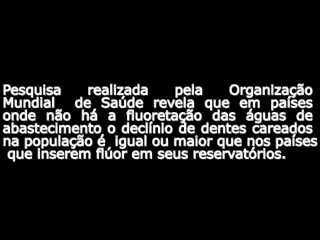 Pesquisa realizada pela Organização
Mundial de Saúde revela que em países
onde não há a fluoretação das águas de
abastecimento o declínio de dentes careados
na população é igual ou maior que nos países
que inserem flúor em seus reservatórios.